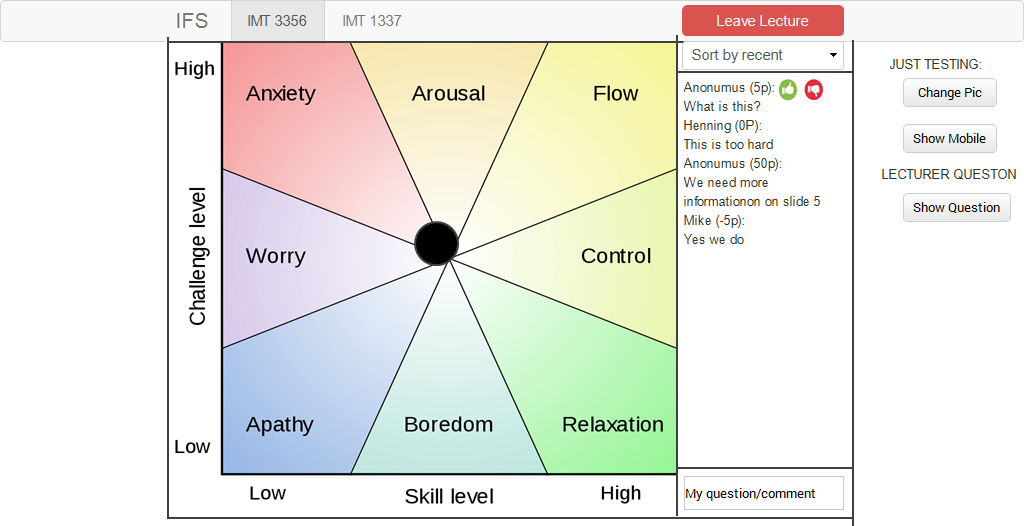 IFS IMT 3356 IMT 1337 Leave Lecture
High
Anxiety Arousal Flow
Worry Control
Challenge level
Apathy Boredom Relaxation
Low
Low Skill level High
Sort by recent
Anonumus (5p):
What is this?
Henning (0P):
This is too hard
Anonumus (50p):
We need more
informationon on slide 5
Mike (-5p):
Yes we do
My question/comment
JUST TESTING:
Change Pic
Show Mobile
LECTURER QUESTON
Show Question